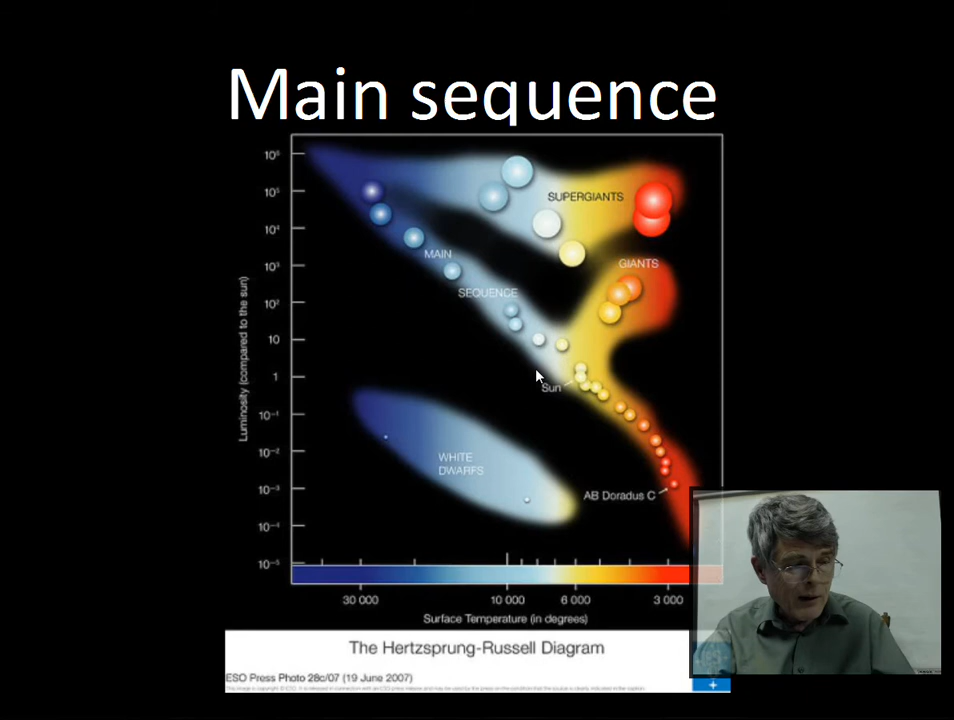 Main sequence
10⁶
10⁵
SUPERGIANTS
10⁴
MAIN
GIANTS
10³
SEQUENCE
10²
10
1
Sun
10⁻¹
WHITE
DWARFS
10⁻²
10⁻³
AB Doradus C
10⁻⁴
10⁻⁵
Luminosity (compared to the sun)
30 000
10 000
6 000
3 000
Surface Temperature (in degrees)
The Hertzsprung-Russell Diagram
ESO Press Photo 28c/07 (19 June 2007)